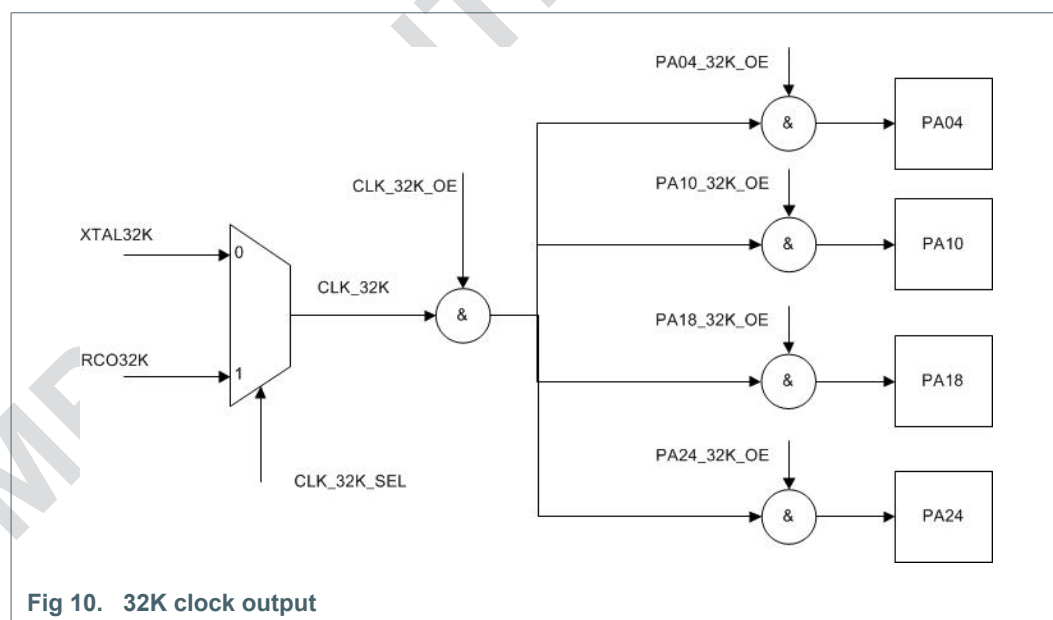 PA04_32K_OE
& PA04
CLK_32K_OE
PA10_32K_OE
XTAL32K
0
& PA10
CLK_32K
&
PA18_32K_OE
RCO32K
1
& PA18
CLK_32K_SEL
PA24_32K_OE
& PA24
Fig 10. 32K clock output